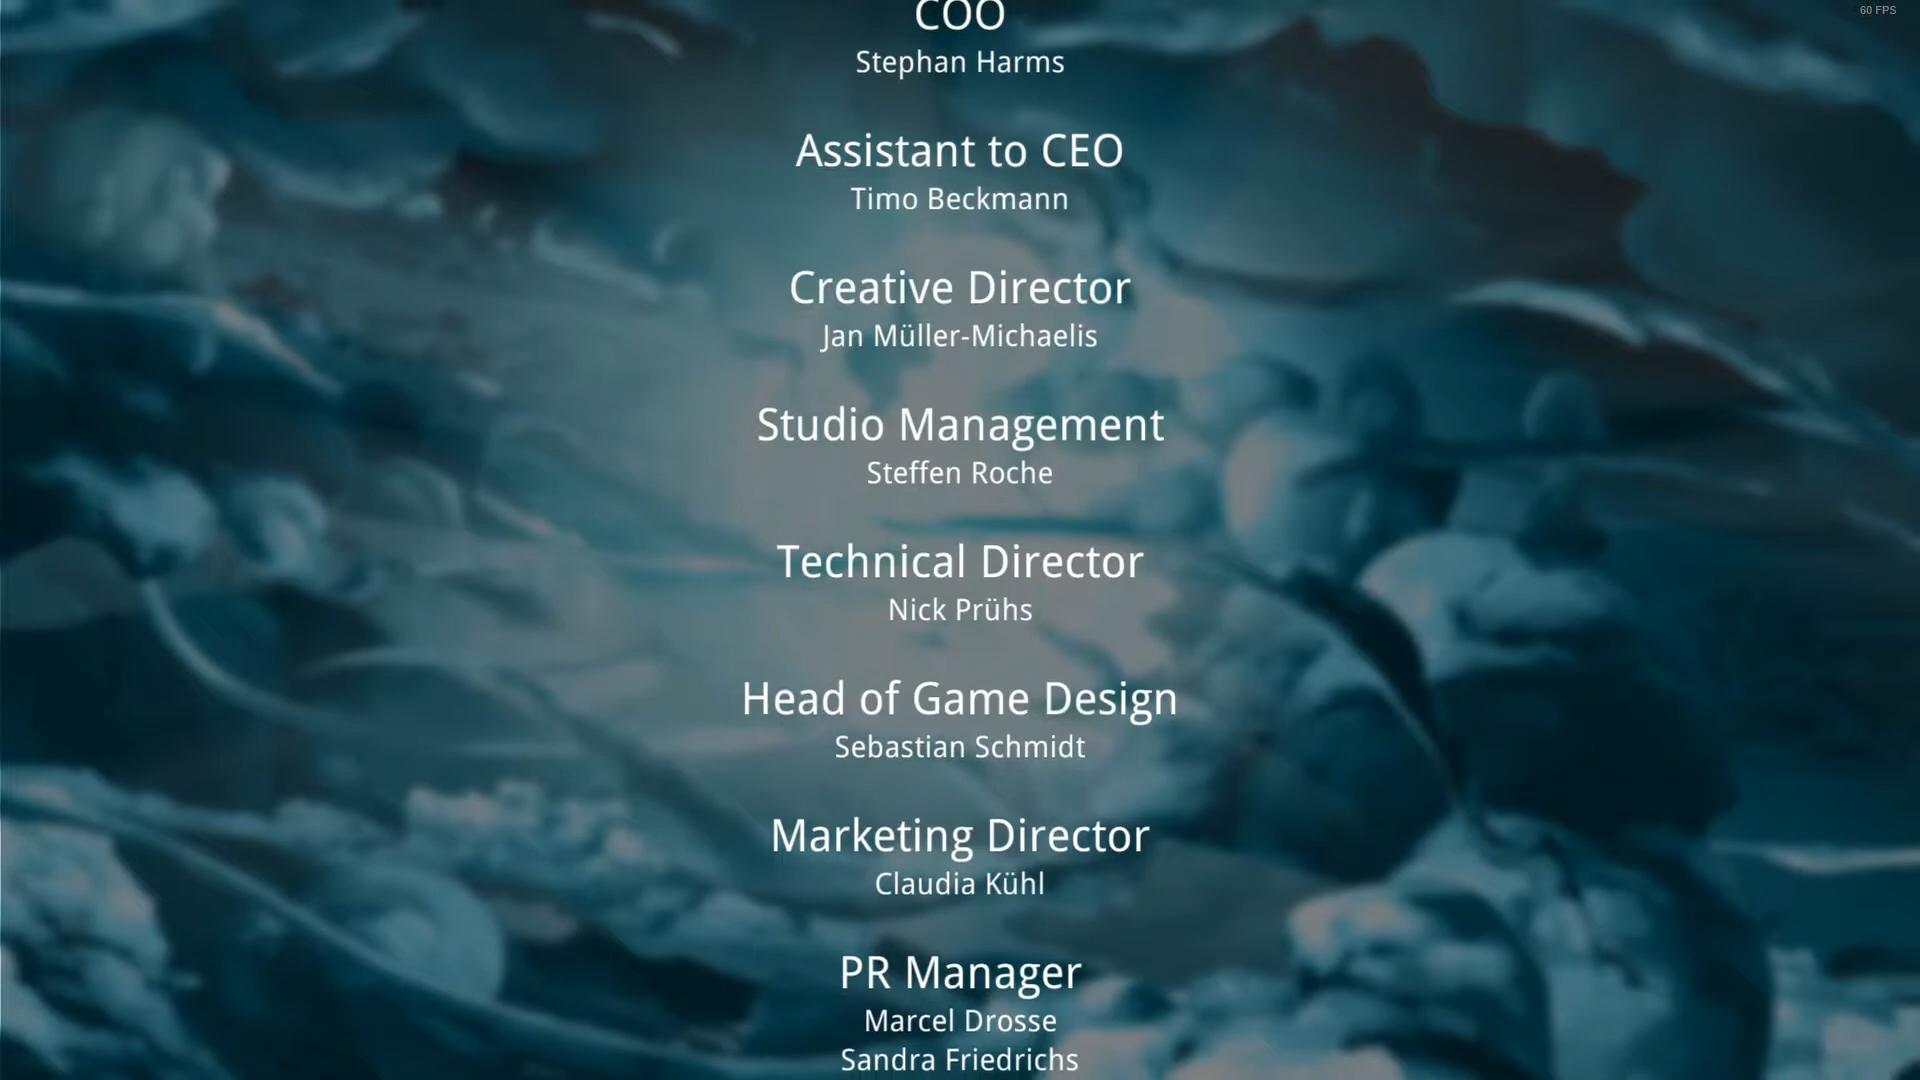 60 FPS
COO
Stephan Harms
Assistant to CEO
Timo Beckmann
Creative Director
Jan Müller-Michaelis
Studio Management
Steffen Roche
Technical Director
Nick Prühs
Head of Game Design
Sebastian Schmidt
Marketing Director
Claudia Kühl
PR Manager
Marcel Drosse
Sandra Friedrichs